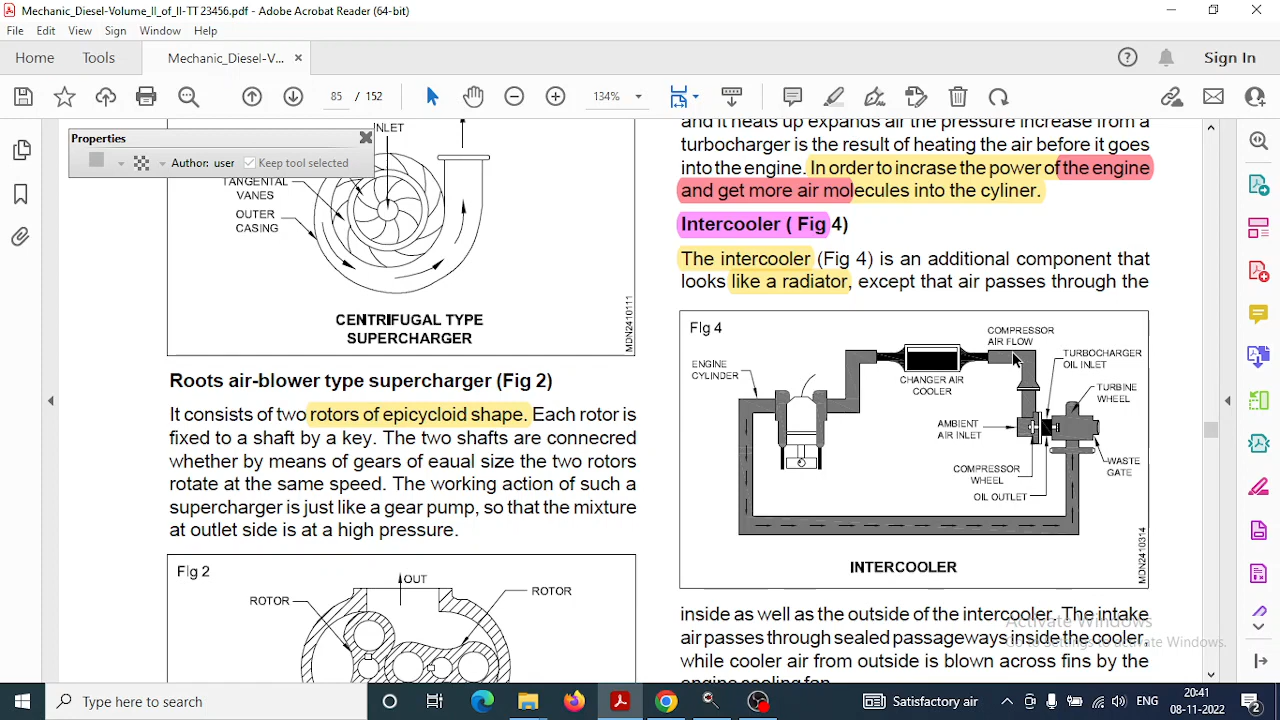 Mechanic_Diesel-Volume_II_of_II-TT 23456.pdf - Adobe Acrobat Reader (64-bit)
File Edit View Sign Window Help
Home Tools Mechanic_Diesel-V... × Sign In
85 / 152 134%
Properties
Author: user Keep tool selected
INLET
TANGENTAL
VANES
OUTER
CASING
CENTRIFUGAL TYPE
SUPERCHARGER
MDN2410111
Roots air-blower type supercharger (Fig 2)
It consists of two rotors of epicycloid shape. Each rotor is
fixed to a shaft by a key. The two shafts are connecred
whether by means of gears of eaual size the two rotors
rotate at the same speed. The working action of such a
supercharger is just like a gear pump, so that the mixture
at outlet side is at a high pressure.
Fig 2
OUT
ROTOR
ROTOR
and it heats up expands air the pressure increase from a
turbocharger is the result of heating the air before it goes
into the engine. In order to incrase the power of the engine
and get more air molecules into the cyliner.
Intercooler ( Fig 4)
The intercooler (Fig 4) is an additional component that
looks like a radiator, except that air passes through the
FIg 4
COMPRESSOR
AIR FLOW
TURBOCHARGER
OIL INLET
ENGINE
CYLINDER
CHANGER AIR
COOLER
TURBINE
WHEEL
AMBIENT
AIR INLET
COMPRESSOR
WHEEL
WASTE
GATE
OIL OUTLET
INTERCOOLER
MDN2410314
inside as well as the outside of the intercooler. The intake
air passes through sealed passageways inside the cooler,
while cooler air from outside is blown across fins by the
engine cooling fan.
Activate Windows
Go to Settings to activate Windows.
Type here to search
Satisfactory air
ENG
20:41
08-11-2022
2